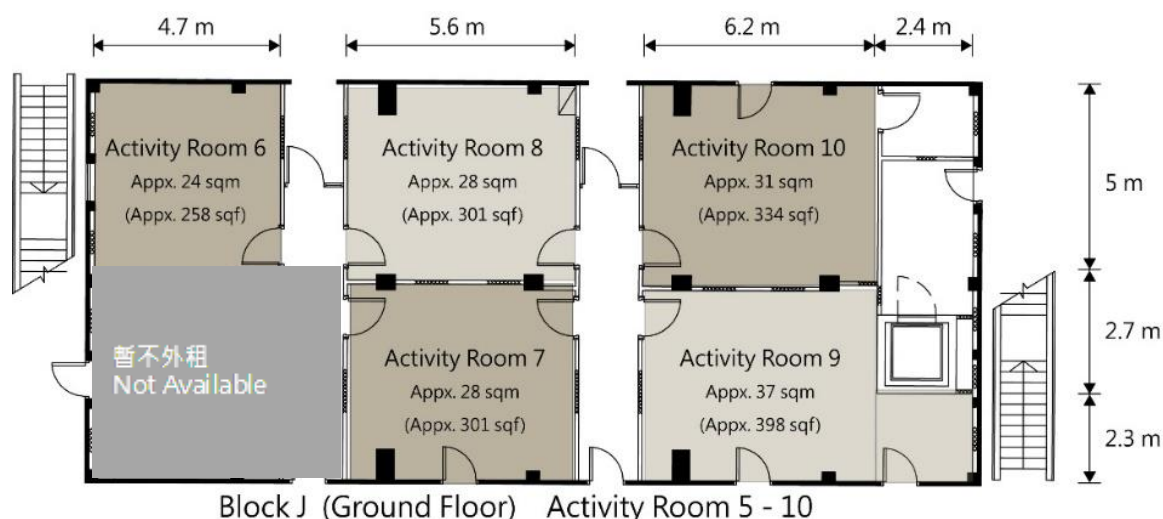 4.7 m
5.6 m
6.2 m
2.4 m
Activity Room 6
Appx. 24 sqm
(Appx. 258 sqf)
Activity Room 8
Appx. 28 sqm
(Appx. 301 sqf)
Activity Room 10
Appx. 31 sqm
(Appx. 334 sqf)
5 m
暫不外租
Not Available
Activity Room 7
Appx. 28 sqm
(Appx. 301 sqf)
Activity Room 9
Appx. 37 sqm
(Appx. 398 sqf)
2.7 m
2.3 m
Block J (Ground Floor) Activity Room 5 - 10